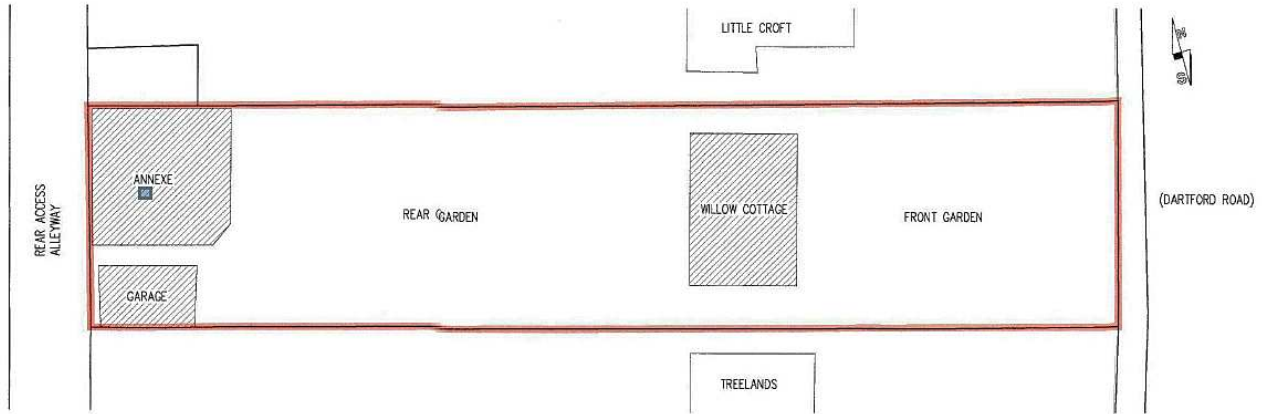 LITTLE CROFT
N
S
ANNEXE
REAR ACCESS
ALLEYWAY
REAR GARDEN
WILLOW COTTAGE
FRONT GARDEN
(DARTFORD ROAD)
GARAGE
TREELANDS